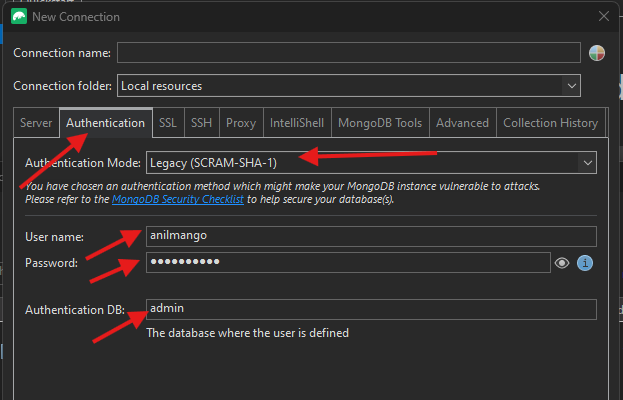 New Connection
Connection name:
Connection folder: Local resources
Server Authentication SSL SSH Proxy IntelliShell MongoDB Tools Advanced Collection History
Authentication Mode: Legacy (SCRAM-SHA-1)
You have chosen an authentication method which might make your MongoDB instance vulnerable to attacks.
Please refer to the MongoDB Security Checklist to help secure your database(s).
User name: anilmango
Password: ●●●●●●●●●●
Authentication DB: admin
The database where the user is defined